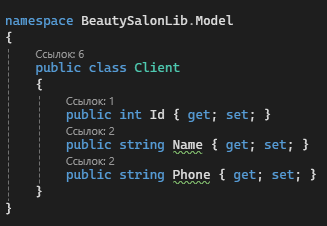 namespace BeautySalonLib.Model
{
Ссылок: 6
public class Client
{
Ссылок: 1
public int Id { get; set; }
Ссылок: 2
public string Name { get; set; }
Ссылок: 2
public string Phone { get; set; }
}
}